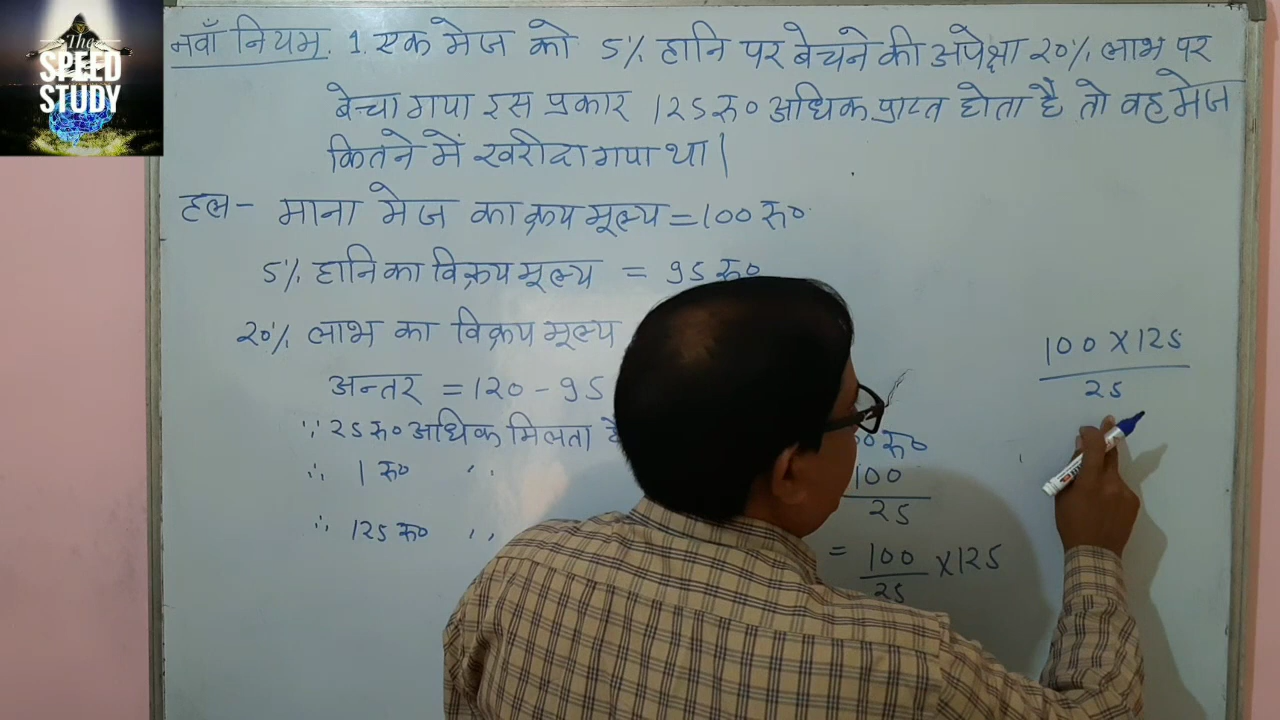 The
SPEED
STUDY
नवाँ नियम. 1. एक मेज को 5% हानि पर बेचने की अपेक्षा 20% लाभ पर
बेचा गया इस प्रकार 125 रु० अधिक प्राप्त होता है तो वह मेज
कितने में खरीदा गया था|
हल- माना मेज का क्रय मूल्य = 100 रु०
5% हानि का विक्रय मूल्य = 95 रु०
20% लाभ का विक्रय मूल्य
अन्तर = 120 - 95
∵ 25 रु० अधिक मिलता रु०
∴ 1 रु० ,, 100/25
∴ 125 रु० ,, = 100/25 × 125
100 × 125
25